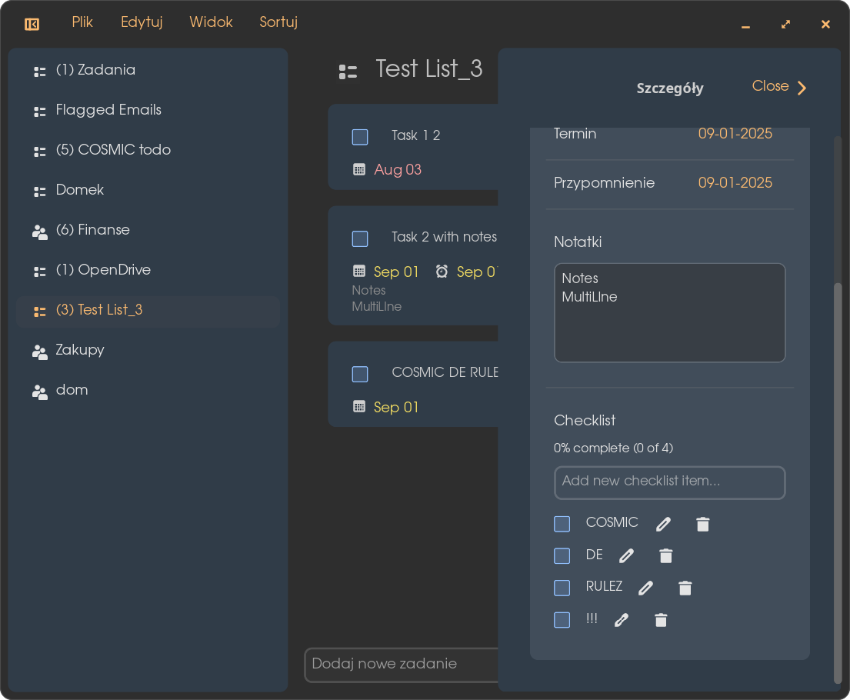 Plik Edytuj Widok Sortuj
(1) Zadania
Flagged Emails
(5) COSMIC todo
Domek
(6) Finanse
(1) OpenDrive
(3) Test List_3
Zakupy
dom
Test List_3
Task 1 2
Aug 03
Task 2 with notes
Sep 01 Sep 0
Notes
MultiLIne
COSMIC DE RULE
Sep 01
Dodaj nowe zadanie
Szczegóły Close
Termin 09-01-2025
Przypomnienie 09-01-2025
Notatki
Notes
MultiLIne
Checklist
0% complete (0 of 4)
Add new checklist item...
COSMIC
DE
RULEZ
!!!